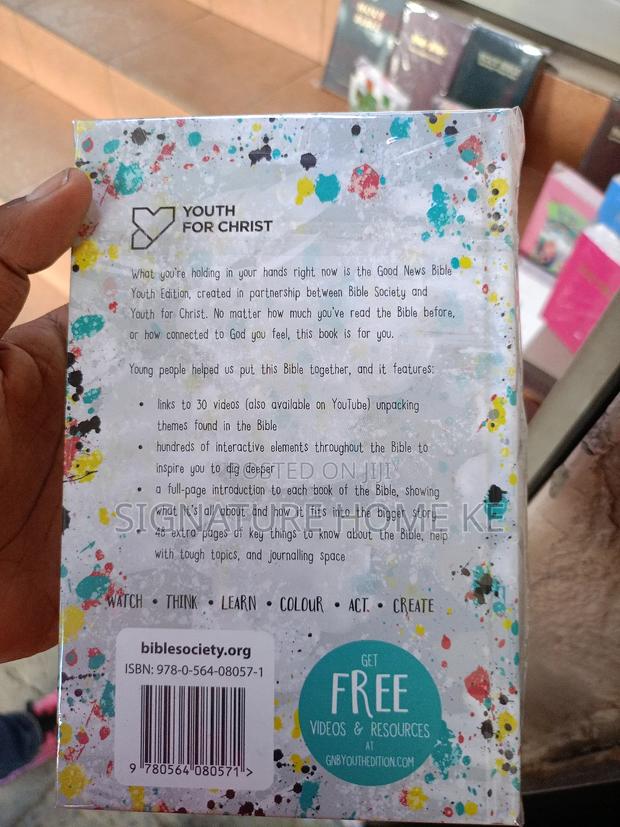 HOLY BIBLE
YOUTH
FOR CHRIST
What you're holding in your hands right now is the Good News Bible
Youth Edition, created in partnership between Bible Society and
Youth for Christ. No matter how much you've read the Bible before,
or how connected to God you feel, this book is for you.
Young people helped us put this Bible together, and it features:
• links to 30 videos (also available on YouTube) unpacking
themes found in the Bible
• hundreds of interactive elements throughout the Bible to
inspire you to dig deeper
POSTED ON JIJI
• a full-page introduction to each book of the Bible, showing
what it's all about and how it fits into the bigger story
SIGNATURE HOME KE
• 48 extra pages of key things to know about the Bible, help
with tough topics, and journalling space
WATCH • THINK • LEARN • COLOUR • ACT • CREATE
biblesociety.org
ISBN: 978-0-564-08057-1
9 780564 080571 >
GET
FREE
VIDEOS & RESOURCES
AT
GNBYOUTHEDITION.COM